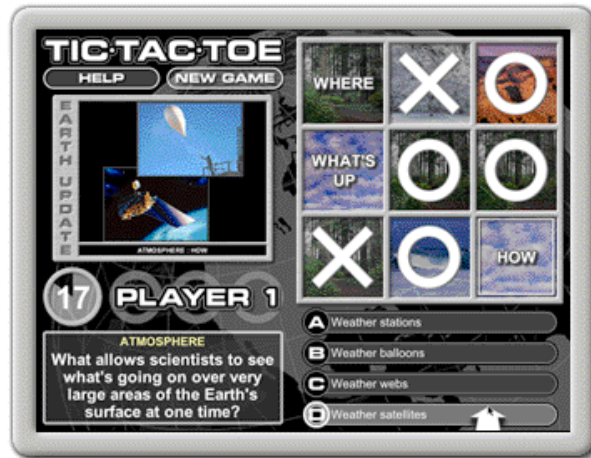 TIC·TAC·TOE
HELP
NEW GAME
EARTH UPDATE
ATMOSPHERE : HOW
17
PLAYER 1
ATMOSPHERE
What allows scientists to see
what's going on over very
large areas of the Earth's
surface at one time?
WHERE
X
O
WHAT'S
UP
O
O
X
O
HOW
A Weather stations
B Weather balloons
C Weather webs
D Weather satellites